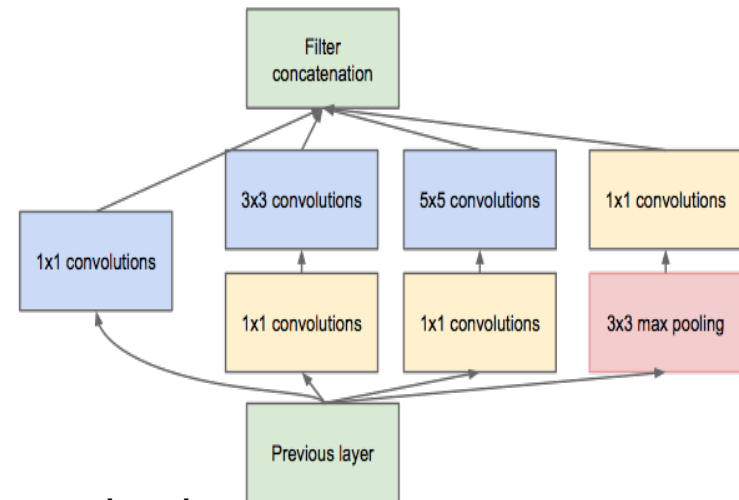 Filter
concatenation
3x3 convolutions
5x5 convolutions
1x1 convolutions
1x1 convolutions
1x1 convolutions
1x1 convolutions
3x3 max pooling
Previous layer